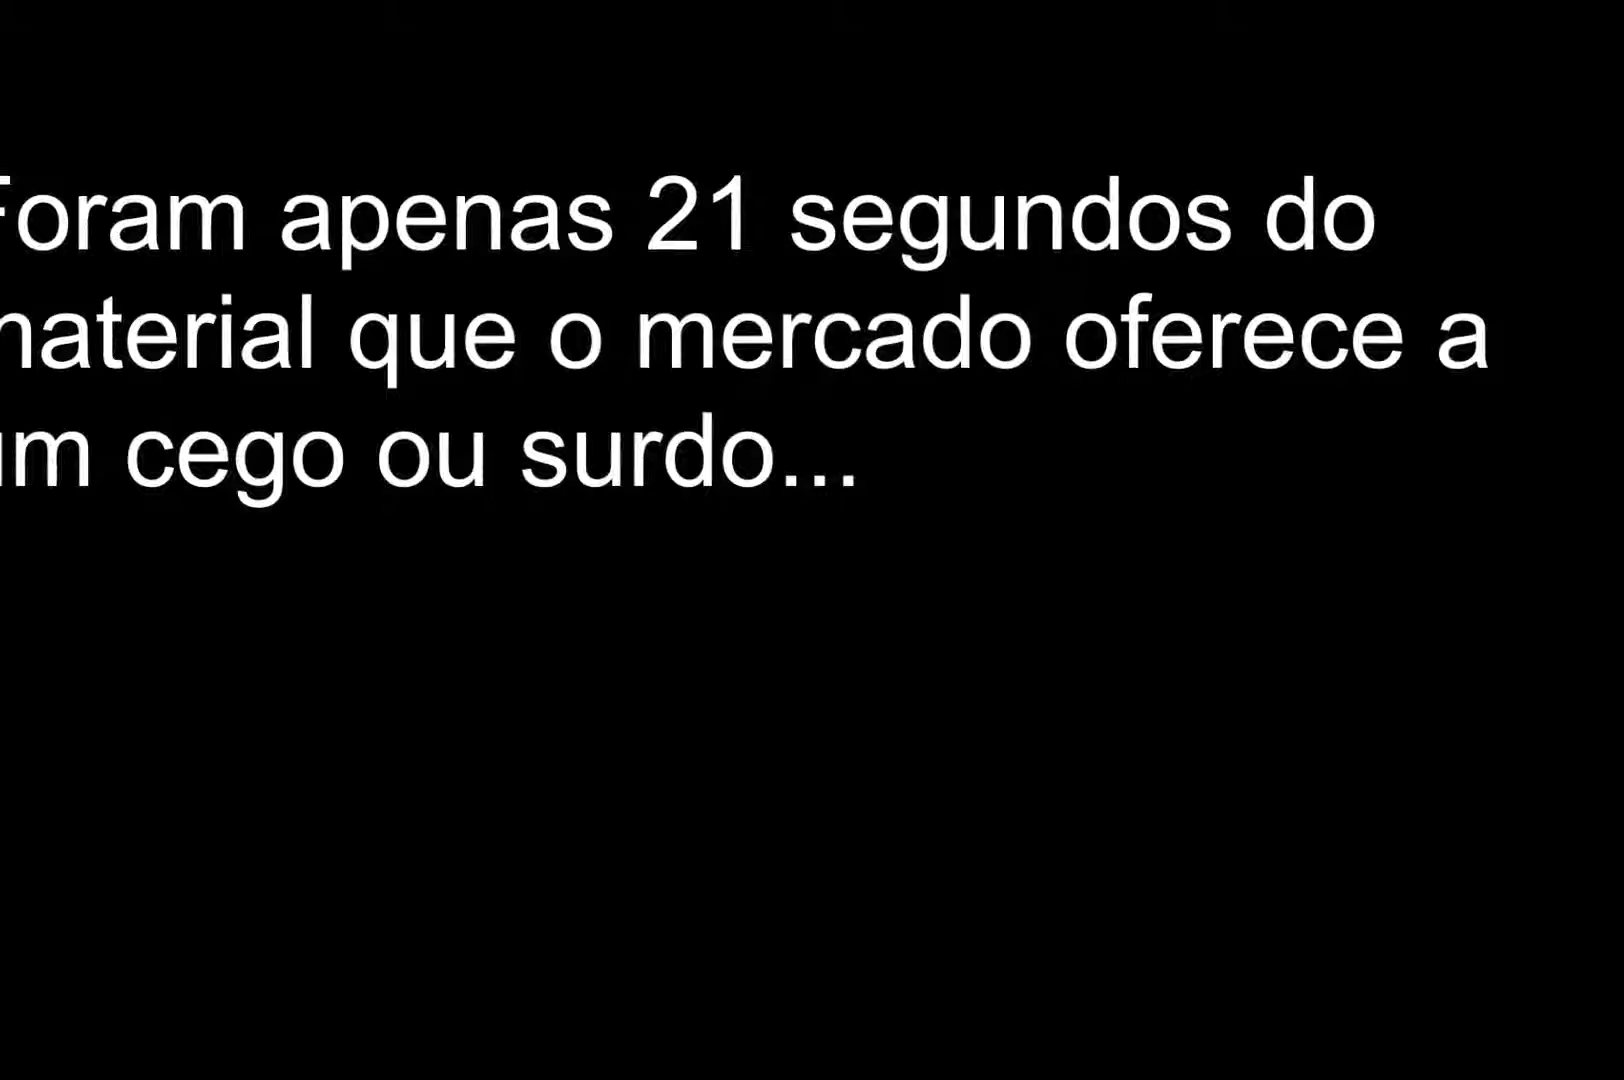 Foram apenas 21 segundos do
material que o mercado oferece a
um cego ou surdo...